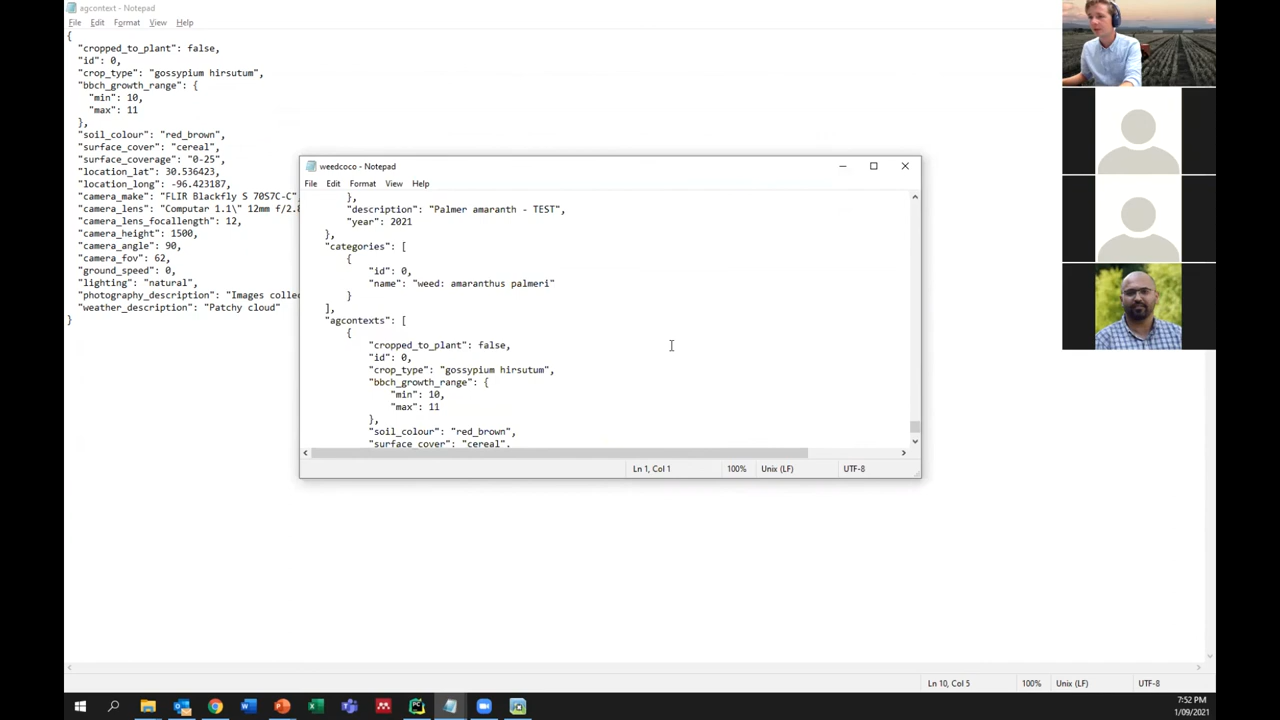 agcontext - Notepad
File Edit Format View Help
{
"cropped_to_plant": false,
"id": 0,
"crop_type": "gossypium hirsutum",
"bbch_growth_range": {
"min": 10,
"max": 11
},
"soil_colour": "red_brown",
"surface_cover": "cereal",
"surface_coverage": "0-25",
"location_lat": 30.536423,
"location_long": -96.423187,
"camera_make": "FLIR Blackfly S 70S7C-C",
"camera_lens": "Computar 1.1\" 12mm f/2.8
"camera_lens_focallength": 12,
"camera_height": 1500,
"camera_angle": 90,
"camera_fov": 62,
"ground_speed": 0,
"lighting": "natural",
"photography_description": "Images collec
"weather_description": "Patchy cloud"
}
weedcoco - Notepad
File Edit Format View Help
},
"description": "Palmer amaranth - TEST",
"year": 2021
},
"categories": [
{
"id": 0,
"name": "weed: amaranthus palmeri"
}
],
"agcontexts": [
{
"cropped_to_plant": false,
"id": 0,
"crop_type": "gossypium hirsutum",
"bbch_growth_range": {
"min": 10,
"max": 11
},
"soil_colour": "red_brown",
"surface_cover": "cereal",
Ln 1, Col 1 100% Unix (LF) UTF-8
Ln 10, Col 5 100% Unix (LF) UTF-8
7:52 PM
1/09/2021